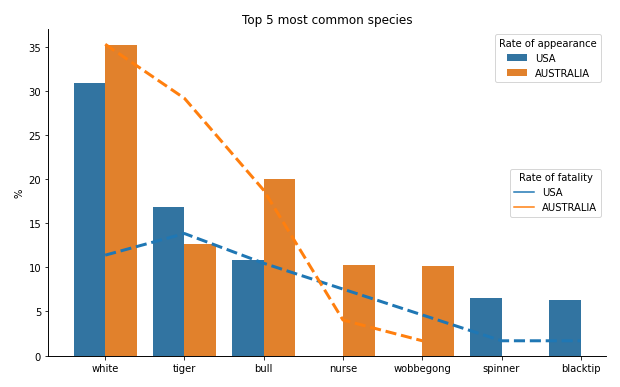 Top 5 most common species
Rate of appearance
USA
AUSTRALIA
Rate of fatality
USA
AUSTRALIA
%
35
30
25
20
15
10
5
0
white tiger bull nurse wobbegong spinner blacktip